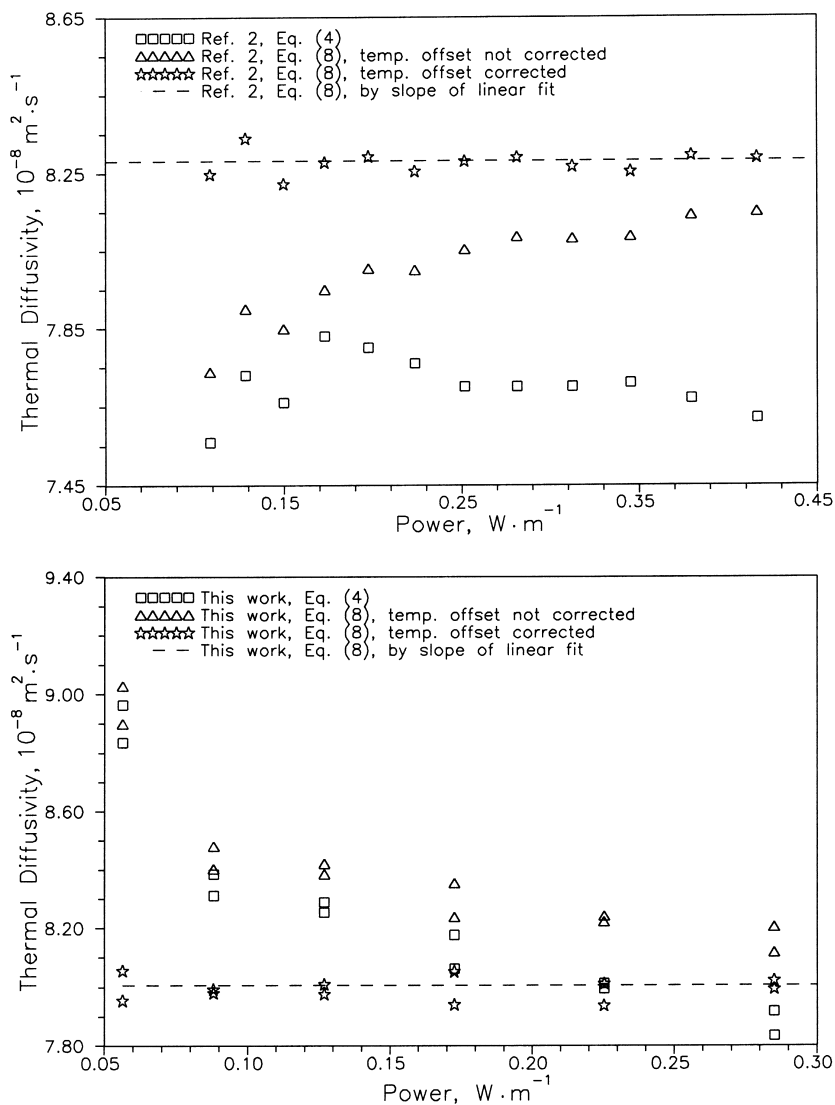 8.65
□□□□□ Ref. 2, Eq. (4)
△△△△△ Ref. 2, Eq. (8), temp. offset not corrected
☆☆☆☆☆ Ref. 2, Eq. (8), temp. offset corrected
— — Ref. 2, Eq. (8), by slope of linear fit
8.25
7.85
7.45
Thermal Diffusivity, 10⁻⁸ m²·s⁻¹
0.05 0.15 0.25 0.35 0.45
Power, W·m⁻¹
9.40
□□□□□ This work, Eq. (4)
△△△△△ This work, Eq. (8), temp. offset not corrected
☆☆☆☆☆ This work, Eq. (8), temp. offset corrected
— — This work, Eq. (8), by slope of linear fit
9.00
8.60
8.20
7.80
Thermal Diffusivity, 10⁻⁸ m²·s⁻¹
0.05 0.10 0.15 0.20 0.25 0.30
Power, W·m⁻¹